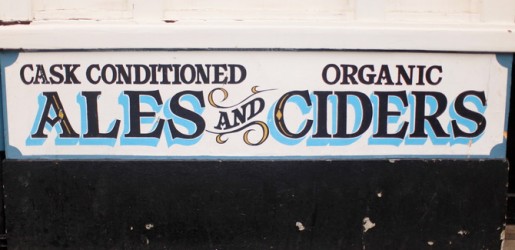 CASK CONDITIONED ORGANIC
ALES AND CIDERS